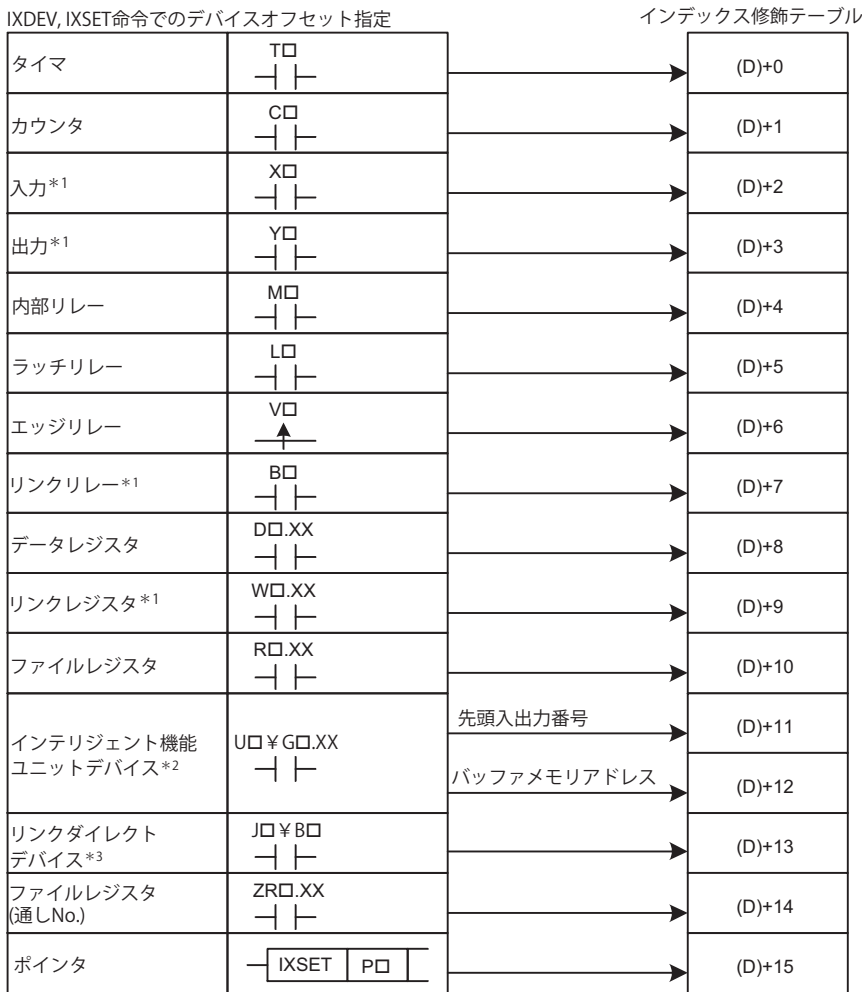 IXDEV, IXSET命令でのデバイスオフセット指定
インデックス修飾テーブル
タイマ
T□
(D)+0
カウンタ
C□
(D)+1
入力*1
X□
(D)+2
出力*1
Y□
(D)+3
内部リレー
M□
(D)+4
ラッチリレー
L□
(D)+5
エッジリレー
V□
(D)+6
リンクリレー*1
B□
(D)+7
データレジスタ
D□.XX
(D)+8
リンクレジスタ*1
W□.XX
(D)+9
ファイルレジスタ
R□.XX
(D)+10
インテリジェント機能
ユニットデバイス*2
U□¥G□.XX
先頭入出力番号
(D)+11
バッファメモリアドレス
(D)+12
リンクダイレクト
デバイス*3
J□¥B□
(D)+13
ファイルレジスタ
(通しNo.)
ZR□.XX
(D)+14
ポインタ
IXSET P□
(D)+15